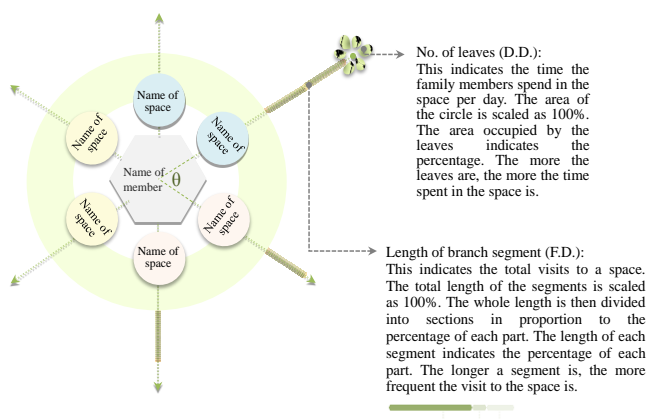 No. of leaves (D.D.):
This indicates the time the
family members spend in the
space per day. The area of
the circle is scaled as 100%.
The area occupied by the
leaves indicates the
percentage. The more the
leaves are, the more the time
spent in the space is.
Name of
space
Name of
space
Name of
space
Name of
member
θ
Name of
space
Name of
space
Name of
space
Length of branch segment (F.D.):
This indicates the total visits to a space.
The total length of the segments is scaled
as 100%. The whole length is then divided
into sections in proportion to the
percentage of each part. The length of each
segment indicates the percentage of each
part. The longer a segment is, the more
frequent the visit to the space is.